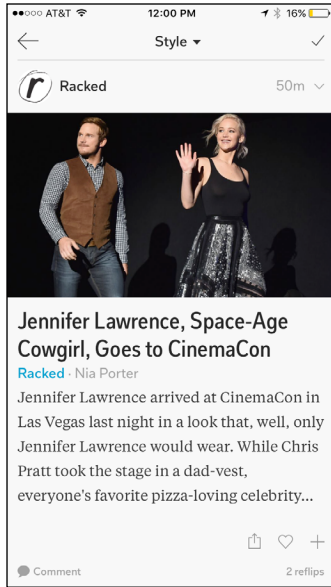 AT&T 12:00 PM 16%
Style
r Racked 50m
Jennifer Lawrence, Space-Age
Cowgirl, Goes to CinemaCon
Racked · Nia Porter
Jennifer Lawrence arrived at CinemaCon in
Las Vegas last night in a look that, well, only
Jennifer Lawrence would wear. While Chris
Pratt took the stage in a dad-vest,
everyone's favorite pizza-loving celebrity...
Comment 2 reflips